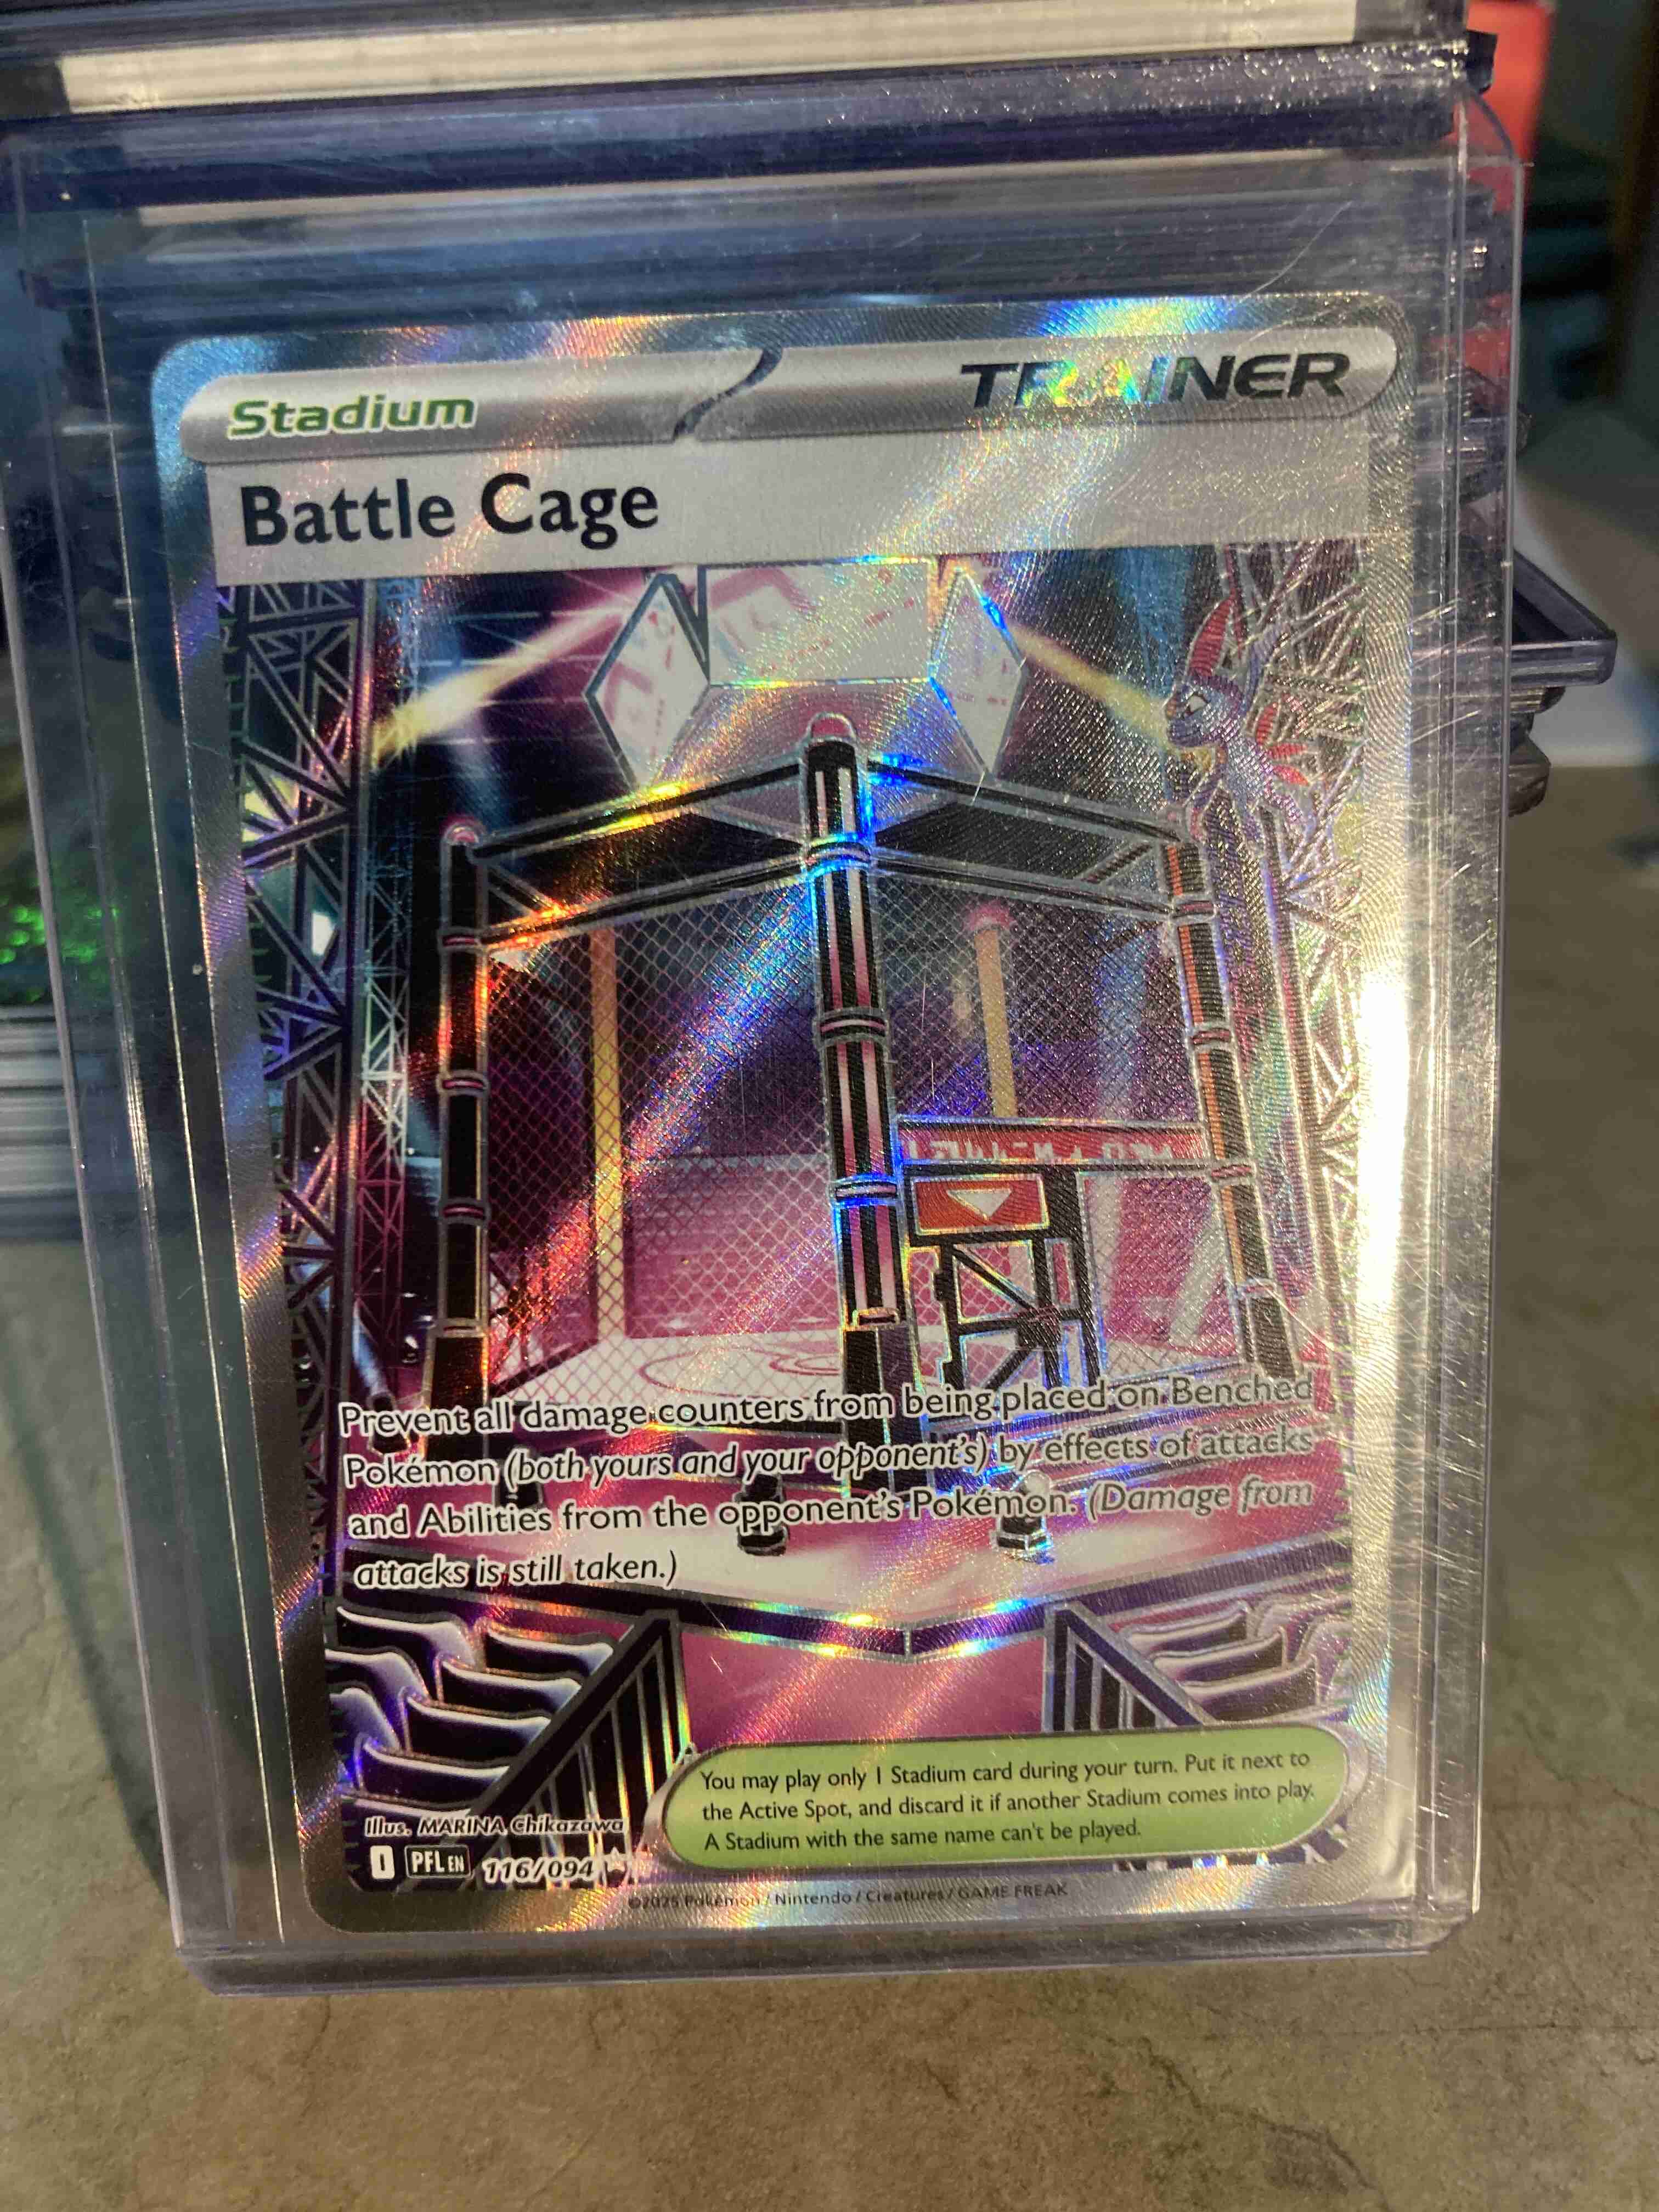 Stadium
TRAINER
Battle Cage
Prevent all damage counters from being placed on Benched
Pokémon (both yours and your opponent's) by effects of attacks
and Abilities from the opponent's Pokémon. (Damage from
attacks is still taken.)
You may play only 1 Stadium card during your turn. Put it next to
the Active Spot, and discard it if another Stadium comes into play.
A Stadium with the same name can't be played.
Illus. MARINA Chikazawa
I PFL EN 116/094
©2025 Pokémon / Nintendo / Creatures / GAME FREAK